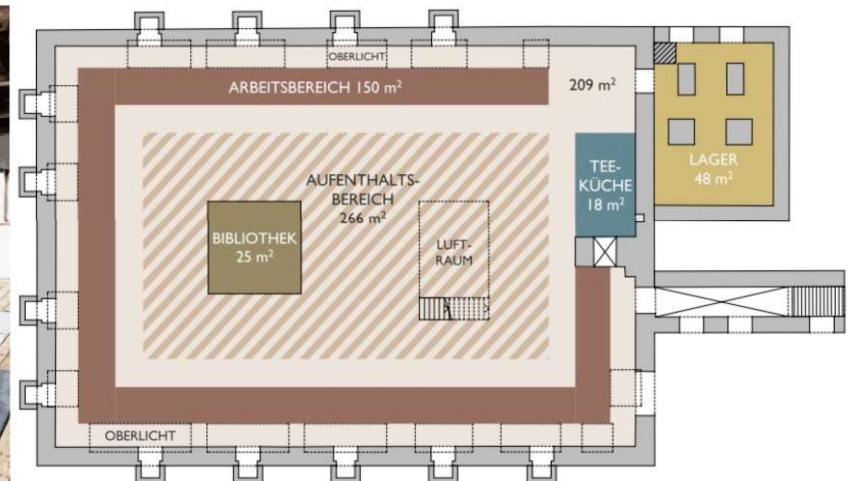 OBERLICHT
ARBEITSBEREICH 150 m²
209 m²
AUFENTHALTS-
BEREICH
266 m²
TEE-
KÜCHE
18 m²
LAGER
48 m²
BIBLIOTHEK
25 m²
LUFT-
RAUM
OBERLICHT